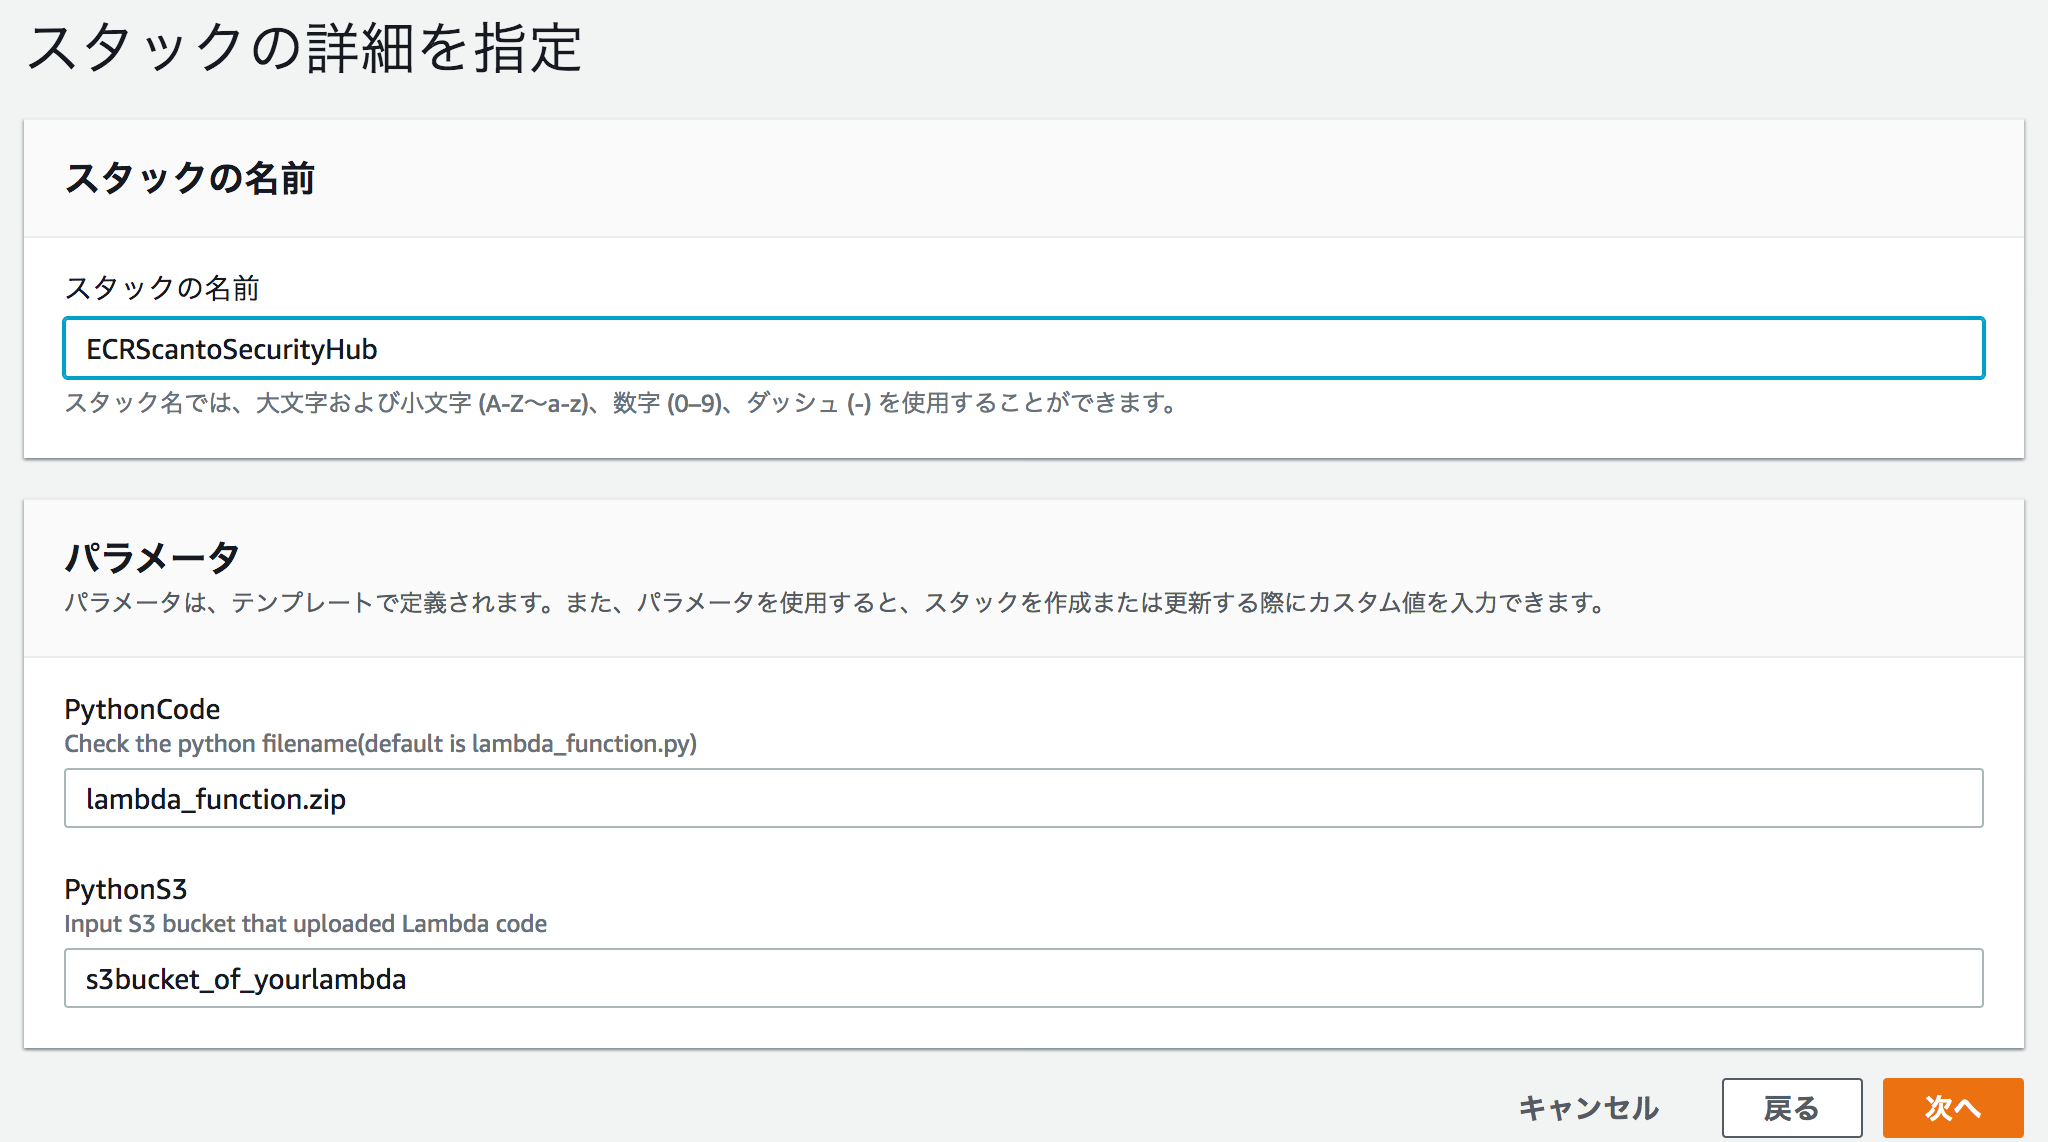 スタックの詳細を指定
スタックの名前
スタックの名前
ECRScantoSecurityHub
スタック名では、大文字および小文字 (A-Z～a-z)、数字 (0–9)、ダッシュ (-) を使用することができます。
パラメータ
パラメータは、テンプレートで定義されます。また、パラメータを使用すると、スタックを作成または更新する際にカスタム値を入力できます。
PythonCode
Check the python filename(default is lambda_function.py)
lambda_function.zip
PythonS3
Input S3 bucket that uploaded Lambda code
s3bucket_of_yourlambda
キャンセル
戻る
次へ